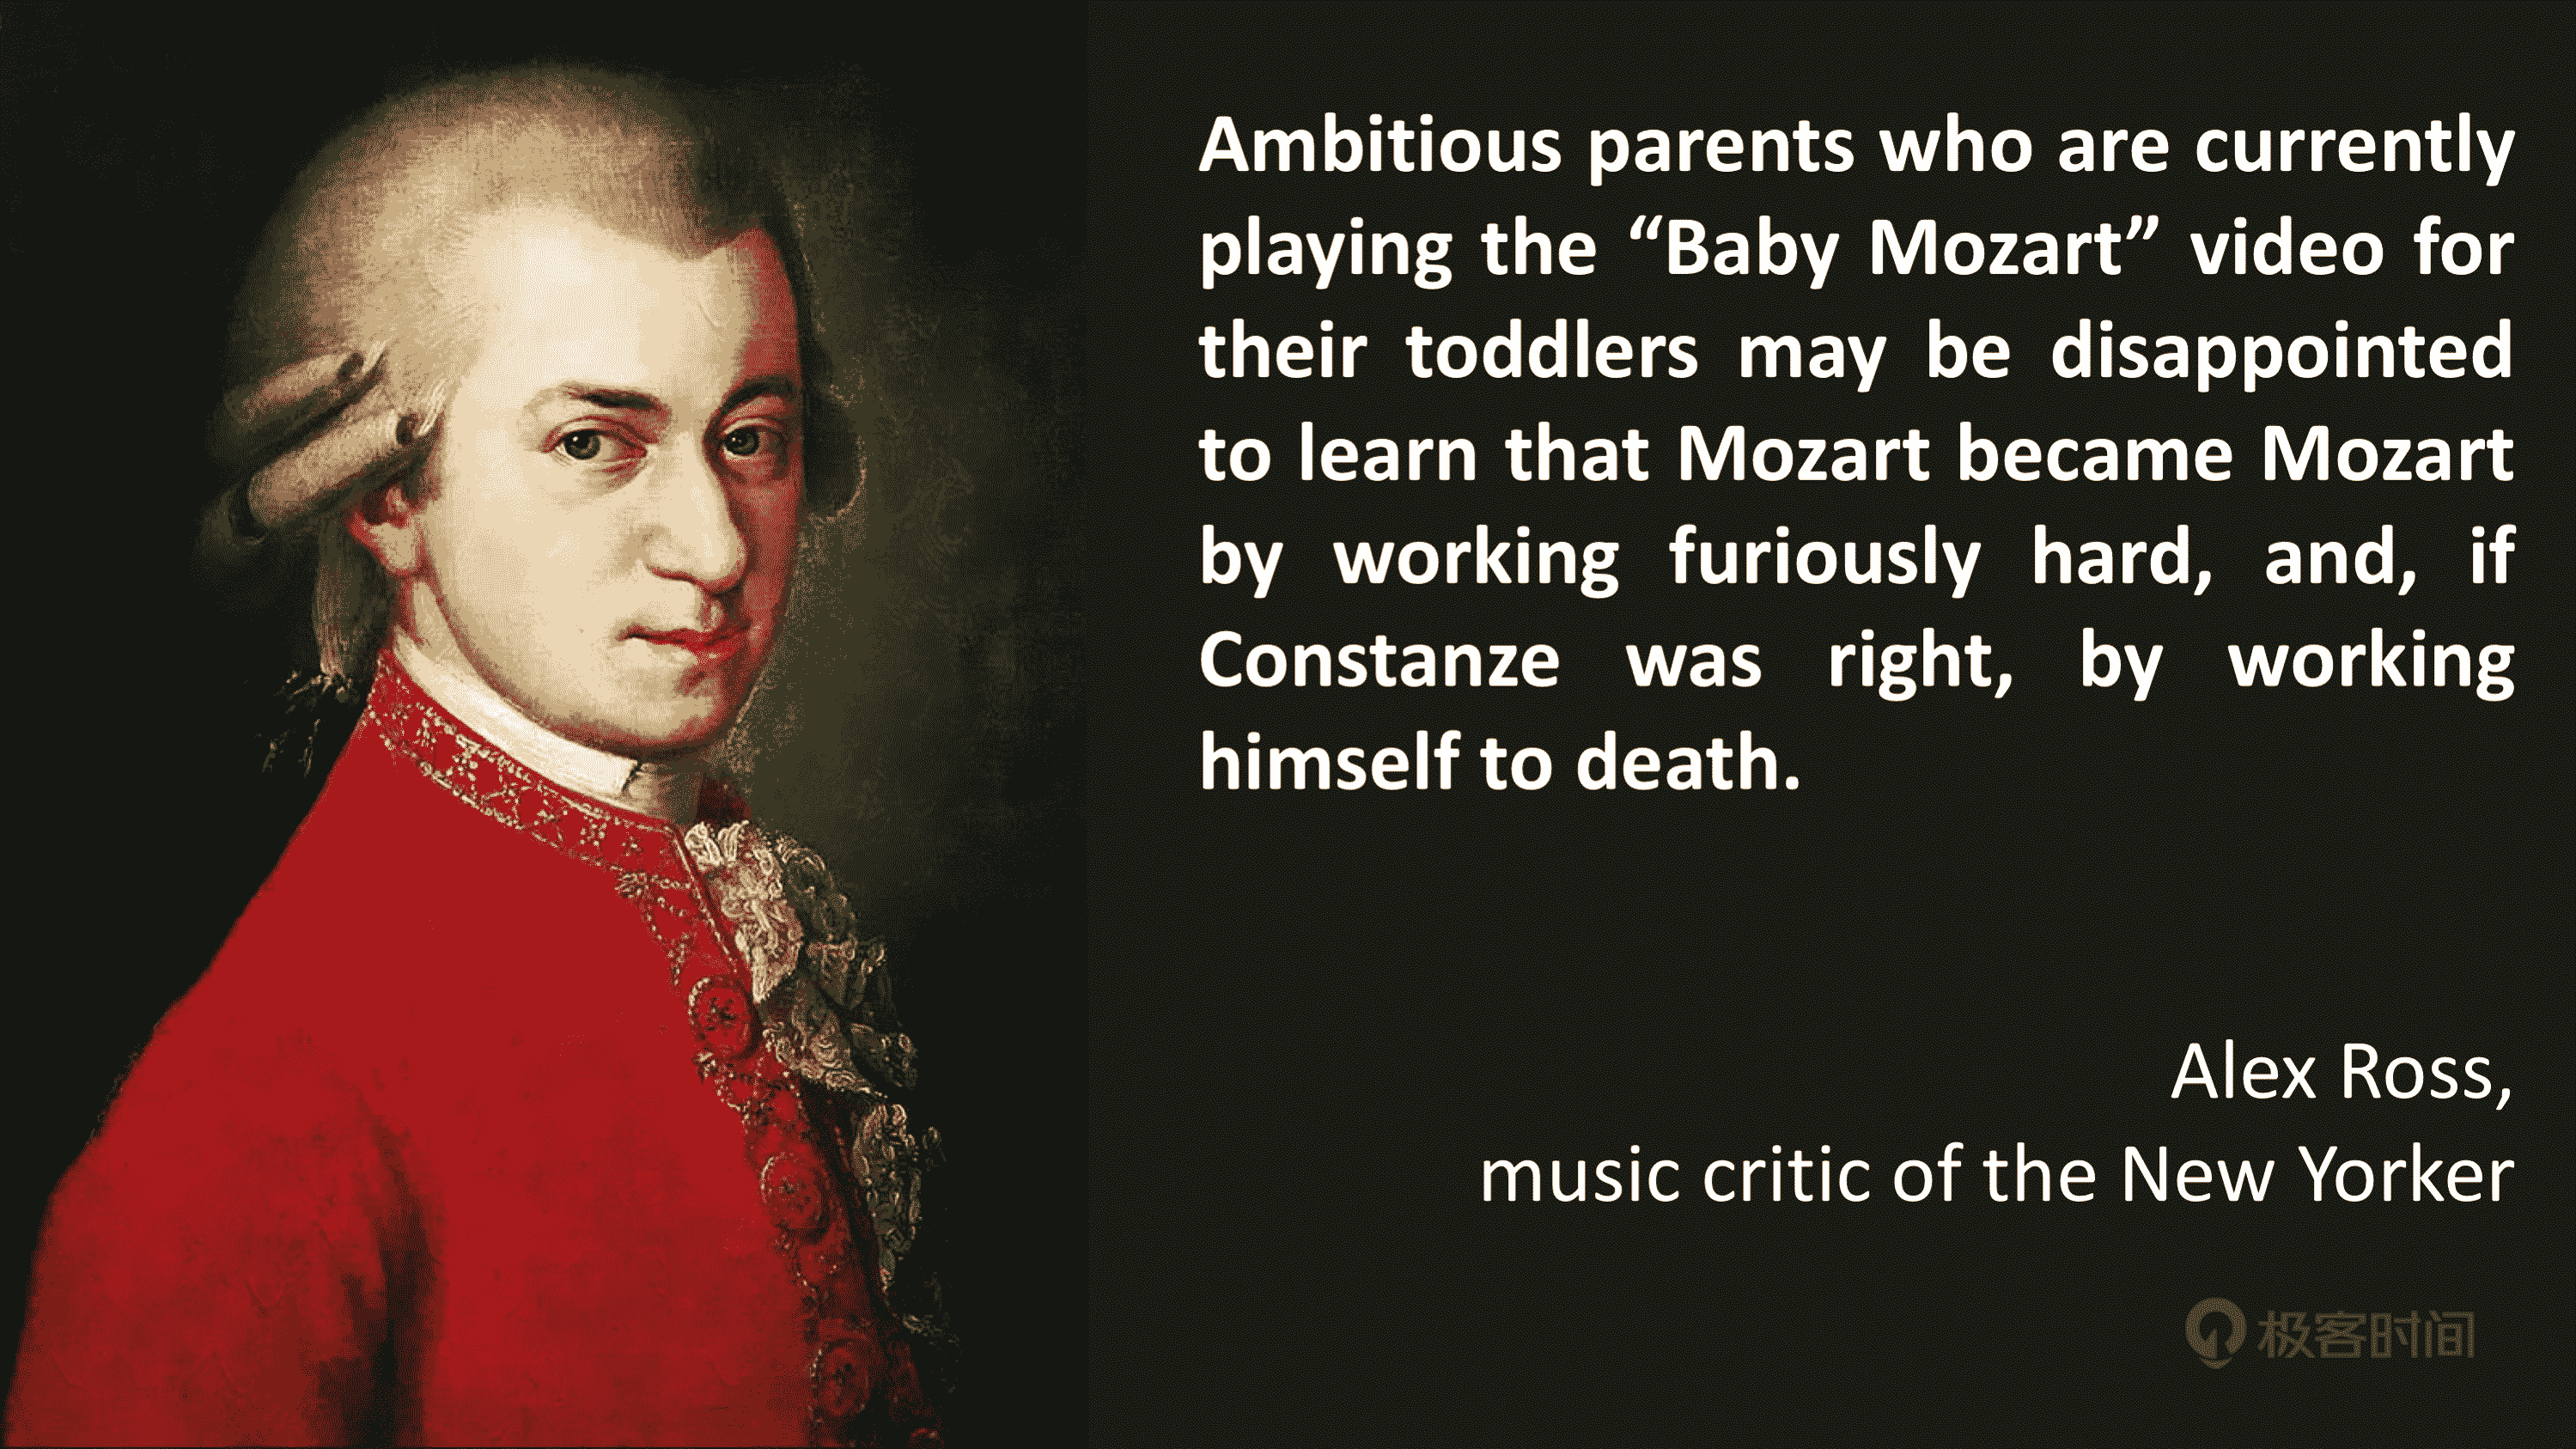 Ambitious parents who are currently
playing the “Baby Mozart” video for
their toddlers may be disappointed
to learn that Mozart became Mozart
by working furiously hard, and, if
Constanze was right, by working
himself to death.
Alex Ross,
music critic of the New Yorker
极客时间